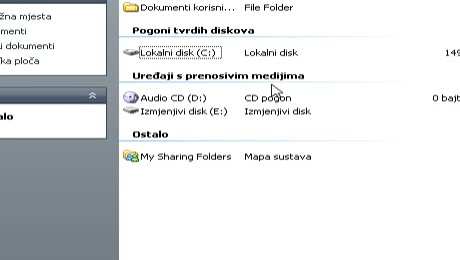 Dokumenti korisni... File Folder
žna mjesta
Pogoni tvrdih diskova
menti
i dokumenti
Lokalni disk (C:) Lokalni disk 149
ka ploča
Uređaji s prenosivim medijima
Audio CD (D:) CD pogon 0 bajt
Izmjenjivi disk (E:) Izmjenjivi disk
alo
Ostalo
My Sharing Folders Mapa sustava